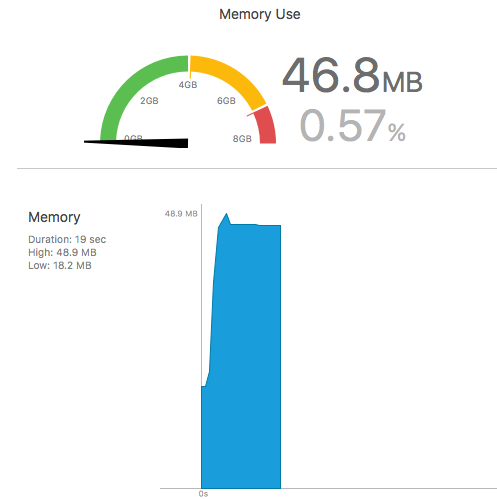 Memory Use
4GB
2GB
6GB
0GB
8GB
46.8MB
0.57%
Memory
Duration: 19 sec
High: 48.9 MB
Low: 18.2 MB
48.9 MB
0s